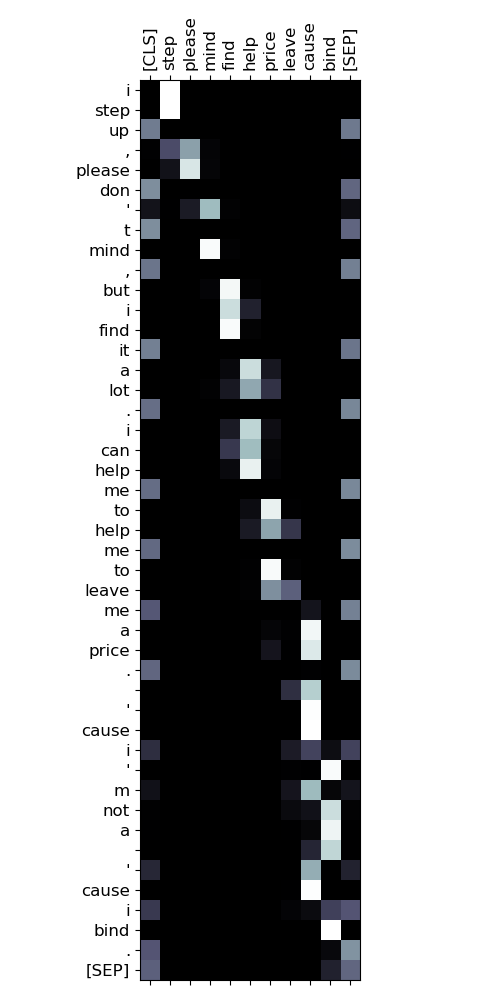 [CLS]
step
please
mind
find
help
price
leave
cause
bind
[SEP]
i
step
up
,
please
don
'
t
mind
,
but
i
find
it
a
lot
.
i
can
help
me
to
help
me
to
leave
me
a
price
.
'
cause
i
'
m
not
a
'
cause
i
bind
.
[SEP]